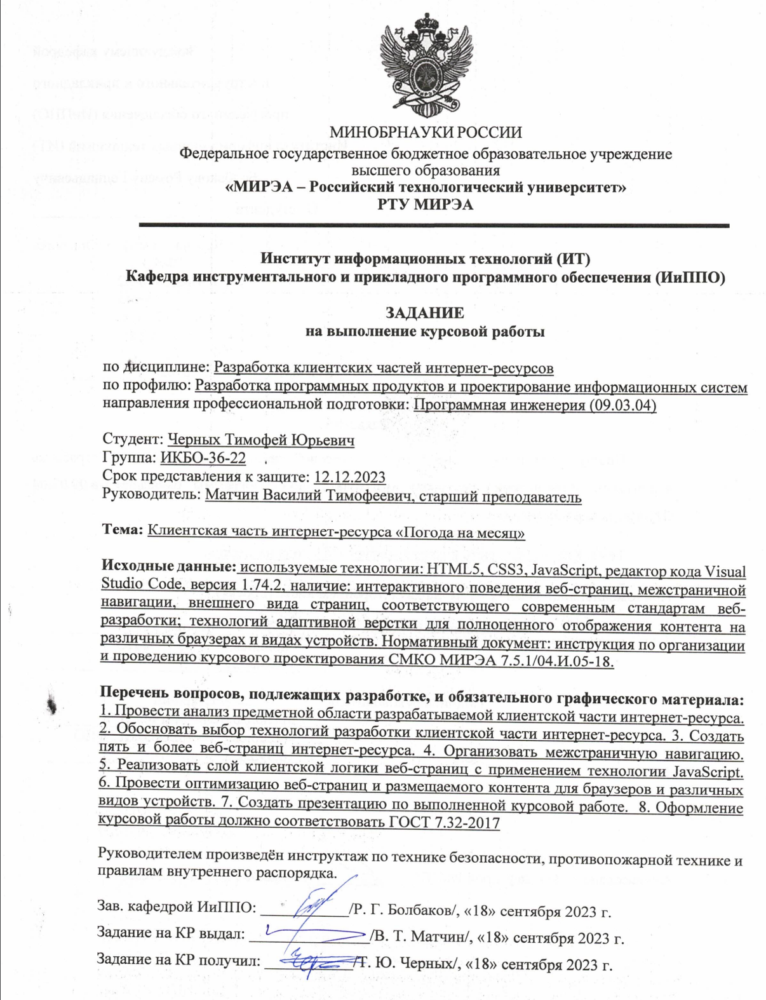 МИНОБРНАУКИ РОССИИ
Федеральное государственное бюджетное образовательное учреждение
высшего образования
«МИРЭА – Российский технологический университет»
РТУ МИРЭА
Институт информационных технологий (ИТ)
Кафедра инструментального и прикладного программного обеспечения (ИиППО)
ЗАДАНИЕ
на выполнение курсовой работы
по дисциплине: Разработка клиентских частей интернет-ресурсов
по профилю: Разработка программных продуктов и проектирование информационных систем
направления профессиональной подготовки: Программная инженерия (09.03.04)
Студент: Черных Тимофей Юрьевич
Группа: ИКБО-36-22
Срок представления к защите: 12.12.2023
Руководитель: Матчин Василий Тимофеевич, старший преподаватель
Тема: Клиентская часть интернет-ресурса «Погода на месяц»
Исходные данные: используемые технологии: HTML5, CSS3, JavaScript, редактор кода Visual
Studio Code, версия 1.74.2, наличие: интерактивного поведения веб-страниц, межстраничной
навигации, внешнего вида страниц, соответствующего современным стандартам веб-
разработки; технологий адаптивной верстки для полноценного отображения контента на
различных браузерах и видах устройств. Нормативный документ: инструкция по организации
и проведению курсового проектирования СМКО МИРЭА 7.5.1/04.И.05-18.
Перечень вопросов, подлежащих разработке, и обязательного графического материала:
1. Провести анализ предметной области разрабатываемой клиентской части интернет-ресурса.
2. Обосновать выбор технологий разработки клиентской части интернет-ресурса. 3. Создать
пять и более веб-страниц интернет-ресурса. 4. Организовать межстраничную навигацию.
5. Реализовать слой клиентской логики веб-страниц с применением технологии JavaScript.
6. Провести оптимизацию веб-страниц и размещаемого контента для браузеров и различных
видов устройств. 7. Создать презентацию по выполненной курсовой работе. 8. Оформление
курсовой работы должно соответствовать ГОСТ 7.32-2017
Руководителем произведён инструктаж по технике безопасности, противопожарной технике и
правилам внутреннего распорядка.
Зав. кафедрой ИиППО: ____________/Р. Г. Болбаков/, «18» сентября 2023 г.
Задание на КР выдал: ________________/В. Т. Матчин/, «18» сентября 2023 г.
Задание на КР получил: ____________/Т. Ю. Черных/, «18» сентября 2023 г.